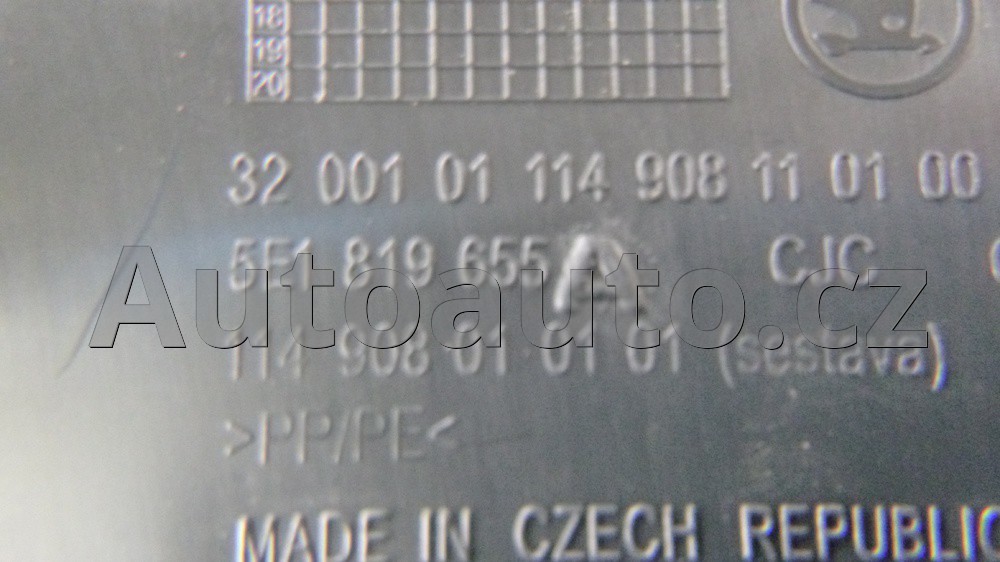 18
19
20
32 001 01 114 908 11 01 00
5E1 819 655 A CJC
114 908 01 01 01 (sestava)
>PP/PE<
MADE IN CZECH REPUBLIC
Autoauto.cz